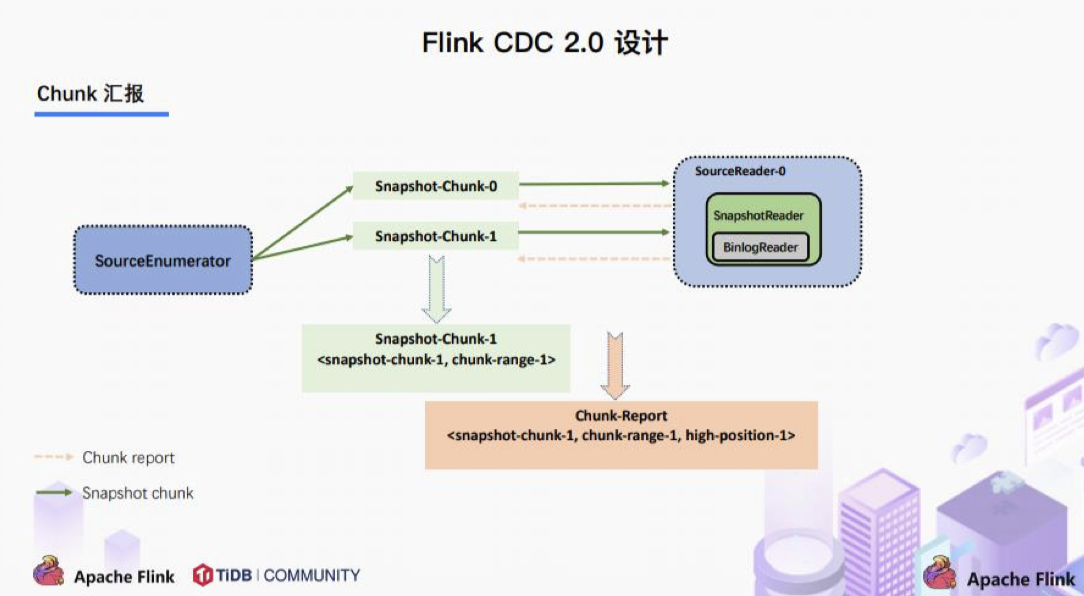 Flink CDC 2.0 设计
Chunk 汇报
Snapshot-Chunk-0
SourceReader-0
SnapshotReader
Snapshot-Chunk-1
BinlogReader
SourceEnumerator
Snapshot-Chunk-1
<snapshot-chunk-1, chunk-range-1>
Chunk-Report
<snapshot-chunk-1, chunk-range-1, high-position-1>
Chunk report
Snapshot chunk
Apache Flink
TiDB | COMMUNITY
Apache Flink